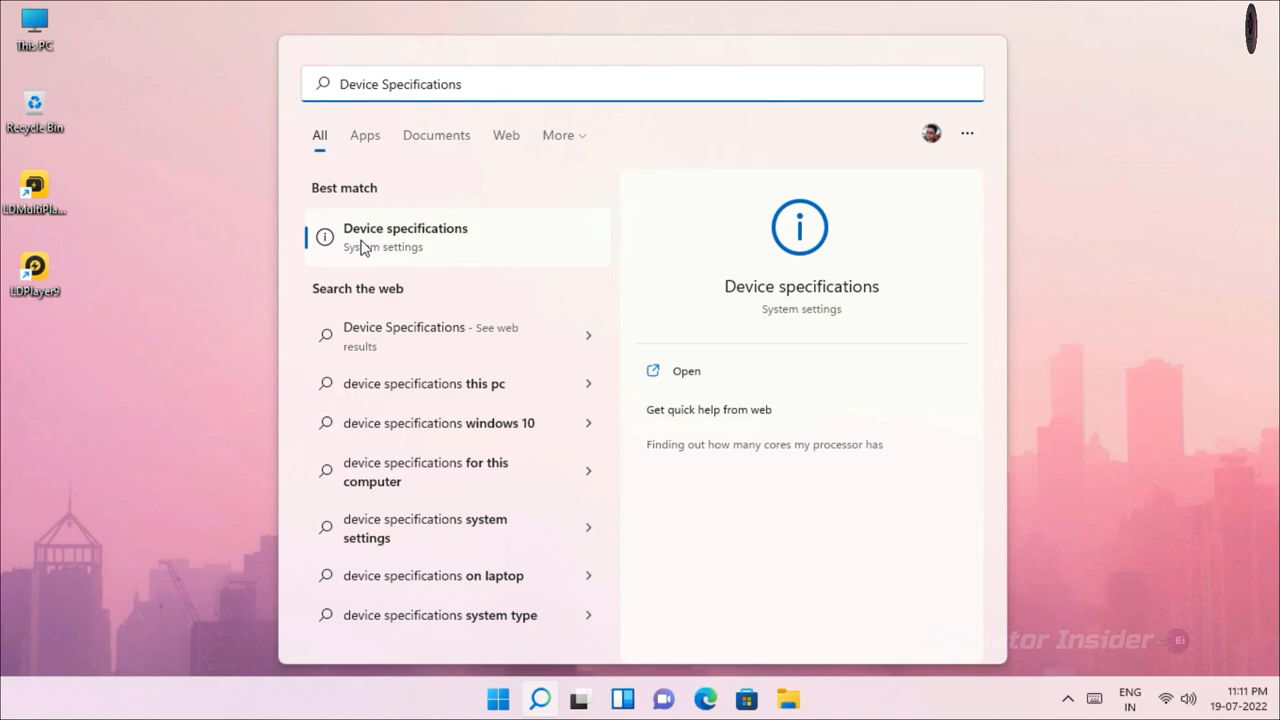 This PC
Recycle Bin
LDMultiPla...
LDPlayer9
Device Specifications
All Apps Documents Web More
Best match
Device specifications
System settings
Search the web
Device Specifications - See web
results
device specifications this pc
device specifications windows 10
device specifications for this
computer
device specifications system
settings
device specifications on laptop
device specifications system type
Device specifications
System settings
Open
Get quick help from web
Finding out how many cores my processor has
Insider
Ei
ENG
IN
11:11 PM
19-07-2022